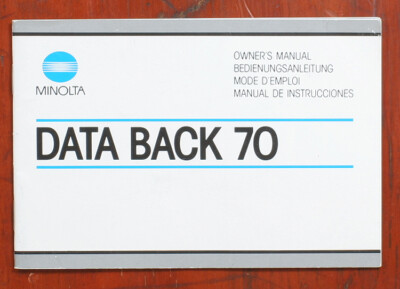 MINOLTA
OWNER'S MANUAL
BEDIENUNGSANLEITUNG
MODE D'EMPLOI
MANUAL DE INSTRUCCIONES
DATA BACK 70